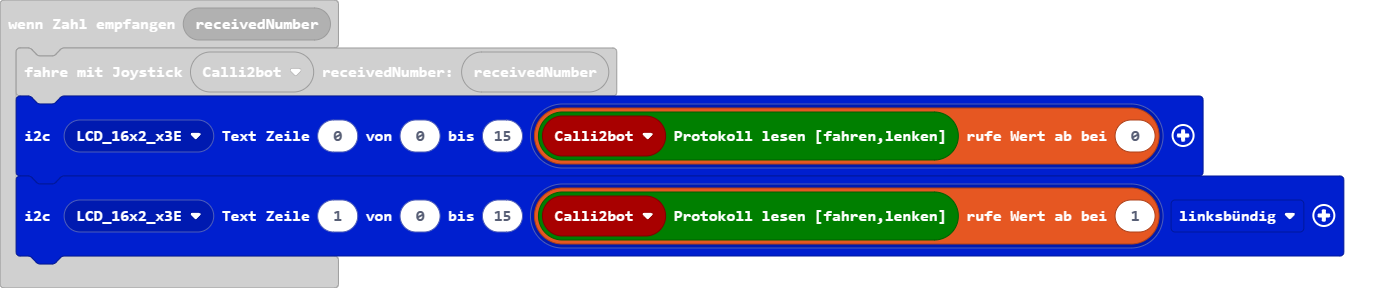 wenn Zahl empfangen receivedNumber
fahre mit Joystick Calli2bot receivedNumber: receivedNumber
i2c LCD_16x2_x3E Text Zeile 0 von 0 bis 15 Calli2bot Protokoll lesen [fahren,lenken] rufe Wert ab bei 0
i2c LCD_16x2_x3E Text Zeile 1 von 0 bis 15 Calli2bot Protokoll lesen [fahren,lenken] rufe Wert ab bei 1 linksbündig